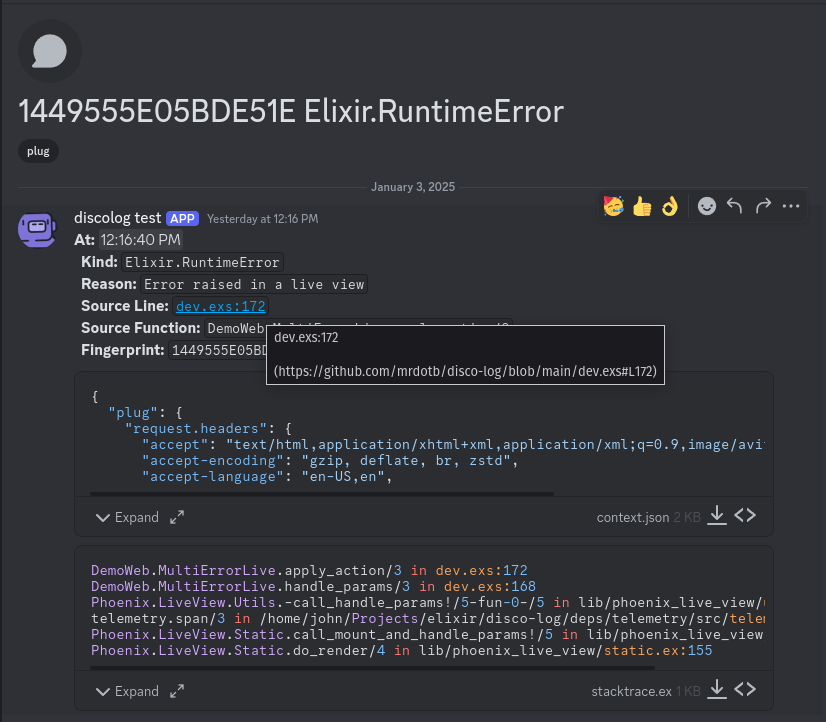 1449555E05BDE51E Elixir.RuntimeError
plug
January 3, 2025
discolog test APP Yesterday at 12:16 PM
At: 12:16:40 PM
Kind: Elixir.RuntimeError
Reason: Error raised in a live view
Source Line: dev.exs:172
Source Function: DemoWeb
dev.exs:172
Fingerprint: 1449555E05BD
(https://github.com/mrdotb/disco-log/blob/main/dev.exs#L172)
{
"plug": {
"request.headers": {
"accept": "text/html,application/xhtml+xml,application/xml;q=0.9,image/avi
"accept-encoding": "gzip, deflate, br, zstd",
"accept-language": "en-US,en",
Expand context.json 2 KB
DemoWeb.MultiErrorLive.apply_action/3 in dev.exs:172
DemoWeb.MultiErrorLive.handle_params/3 in dev.exs:168
Phoenix.LiveView.Utils.-call_handle_params!/5-fun-0-/5 in lib/phoenix_live_view/
telemetry.span/3 in /home/john/Projects/elixir/disco-log/deps/telemetry/src/telem
Phoenix.LiveView.Static.call_mount_and_handle_params!/5 in lib/phoenix_live_view
Phoenix.LiveView.Static.do_render/4 in lib/phoenix_live_view/static.ex:155
Expand stacktrace.ex 1 KB